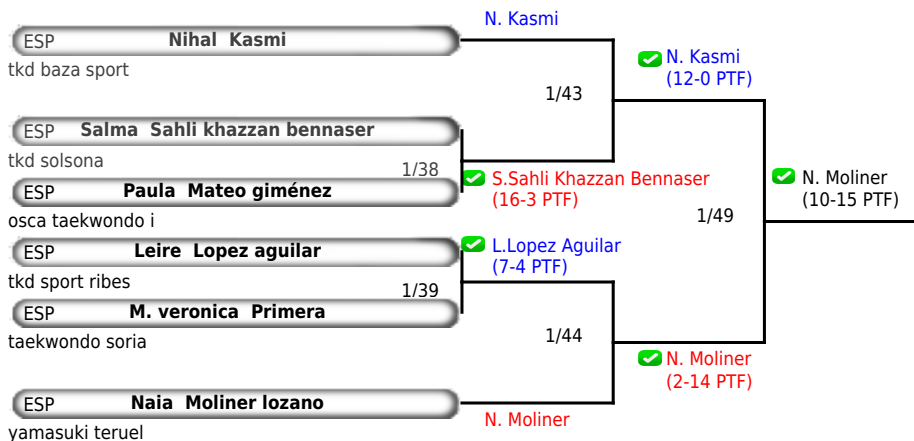 N. Kasmi
ESP Nihal Kasmi
tkd baza sport
N. Kasmi
(12-0 PTF)
1/43
ESP Salma Sahli khazzan bennaser
tkd solsona
1/38
S.Sahli Khazzan Bennaser
(16-3 PTF)
ESP Paula Mateo giménez
osca taekwondo i
N. Moliner
(10-15 PTF)
1/49
ESP Leire Lopez aguilar
tkd sport ribes
L.Lopez Aguilar
(7-4 PTF)
1/39
ESP M. veronica Primera
taekwondo soria
1/44
N. Moliner
(2-14 PTF)
ESP Naia Moliner lozano
yamasuki teruel
N. Moliner